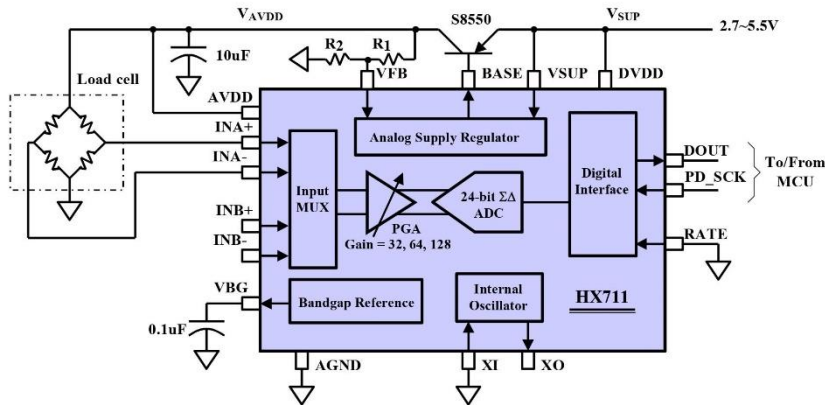 V_AVDD
S8550
V_SUP
2.7~5.5V
R2
R1
10uF
VFB
BASE
VSUP
DVDD
Load cell
AVDD
INA+
INA-
INB+
INB-
VBG
0.1uF
Analog Supply Regulator
Input
MUX
PGA
Gain = 32, 64, 128
24-bit ΣΔ
ADC
Digital
Interface
DOUT
PD_SCK
RATE
To/From
MCU
Bandgap Reference
Internal
Oscillator
HX711
AGND
XI
XO